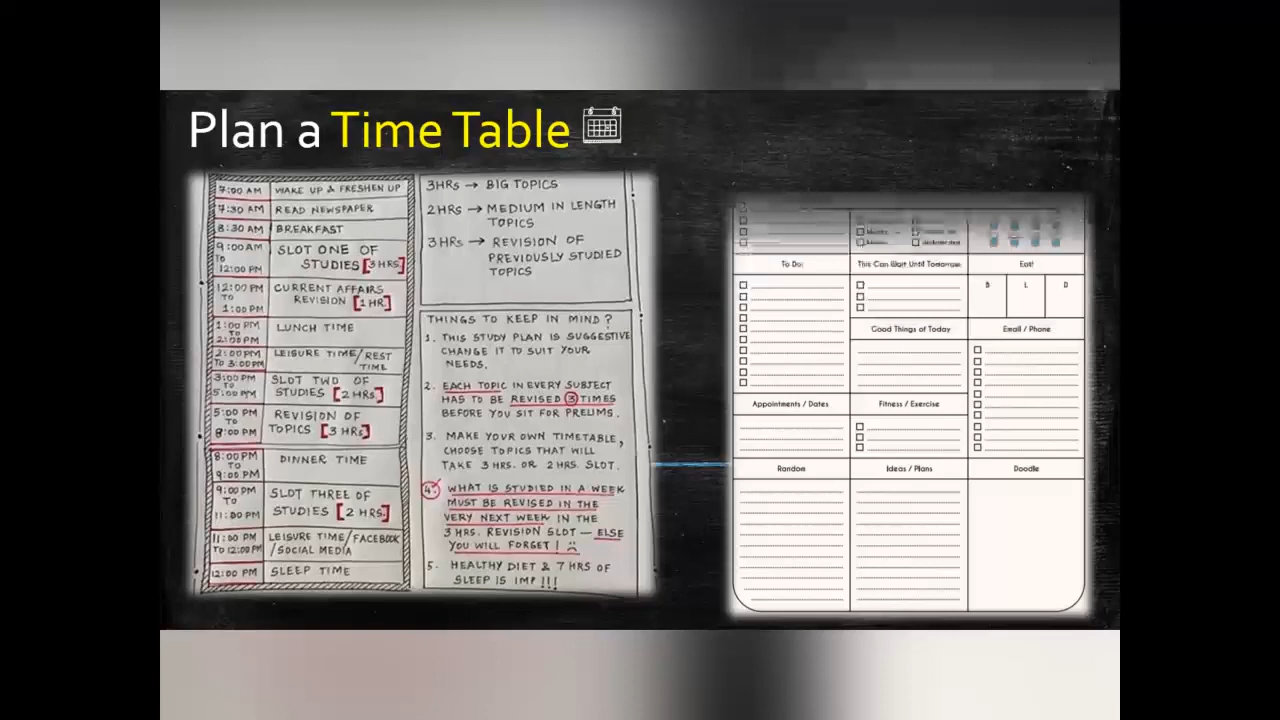 Plan a Time Table
7:00 AM WAKE UP & FRESHEN UP
7:30 AM READ NEWSPAPER
8:30 AM BREAKFAST
9:00 AM TO 12:00 PM
SLOT ONE OF
STUDIES [3 HRS]
12:00 PM TO 1:00 PM
CURRENT AFFAIRS
REVISION [1 HR]
1:00 PM TO 2:00 PM
LUNCH TIME
2:00 PM TO 3:00 PM
LEISURE TIME/REST
TIME
3:00 PM TO 5:00 PM
SLOT TWO OF
STUDIES [2 HRS]
5:00 PM TO 8:00 PM
REVISION OF
TOPICS [3 HRS]
8:00 PM TO 9:00 PM
DINNER TIME
9:00 PM TO 11:00 PM
SLOT THREE OF
STUDIES [2 HRS]
11:00 PM TO 12:00 PM
LEISURE TIME/FACEBOOK
/SOCIAL MEDIA
12:00 PM SLEEP TIME
3HRS → BIG TOPICS
2HRS → MEDIUM IN LENGTH
TOPICS
3HRS → REVISION OF
PREVIOUSLY STUDIED
TOPICS
THINGS TO KEEP IN MIND?
1. THIS STUDY PLAN IS SUGGESTIVE
CHANGE IT TO SUIT YOUR
NEEDS.
2. EACH TOPIC IN EVERY SUBJECT
HAS TO BE REVISED 3 TIMES
BEFORE YOU SIT FOR PRELIMS.
3. MAKE YOUR OWN TIMETABLE,
CHOOSE TOPICS THAT WILL
TAKE 3 HRS. OR 2 HRS. SLOT.
4. WHAT IS STUDIED IN A WEEK
MUST BE REVISED IN THE
VERY NEXT WEEK IN THE
3 HRS. REVISION SLOT — ELSE
YOU WILL FORGET!
5. HEALTHY DIET & 7 HRS OF
SLEEP IS IMP!!!
To Do:
This Can Wait Until Tomorrow:
Eat!
B L D
Good Things of Today
Email / Phone
Appointments / Dates
Fitness / Exercise
Random
Ideas / Plans
Doodle